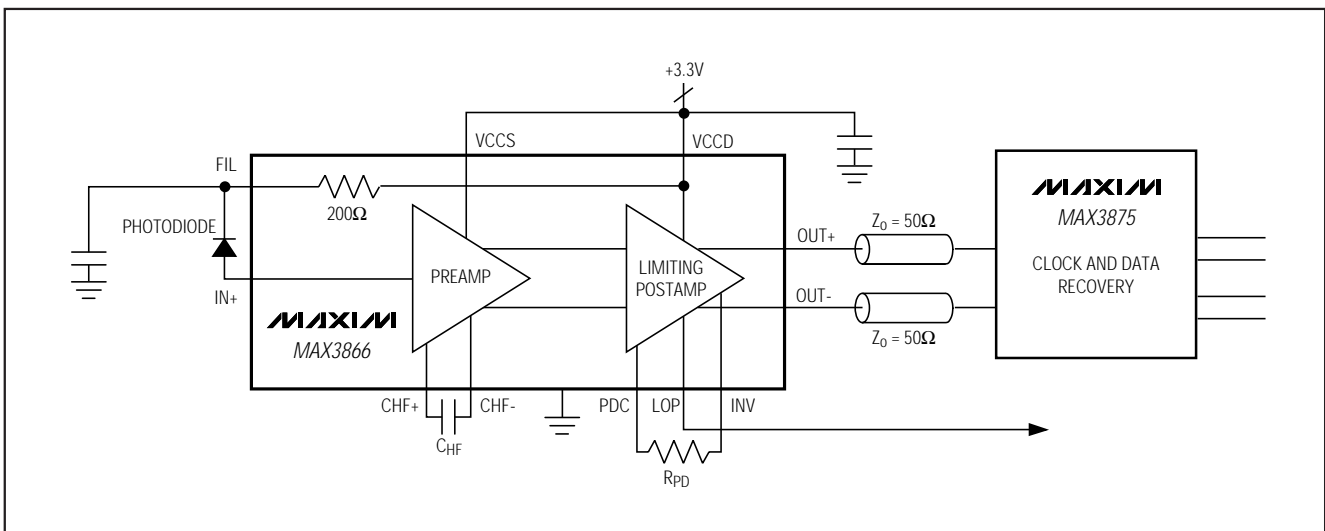 +3.3V
VCCS
VCCD
FIL
200Ω
PHOTODIODE
IN+
PREAMP
LIMITING
POSTAMP
OUT+
OUT-
Z0 = 50Ω
Z0 = 50Ω
MAXIM
MAX3875
CLOCK AND DATA
RECOVERY
MAXIM
MAX3866
CHF+
CHF-
CHF
PDC
LOP
INV
RPD